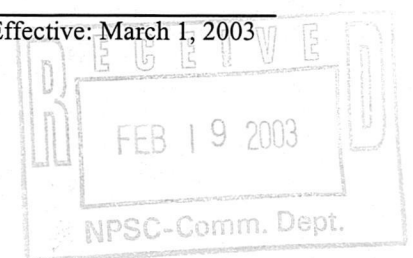 Effective: March 1, 2003
RECEIVED
FEB 19 2003
NPSC-Comm. Dept.